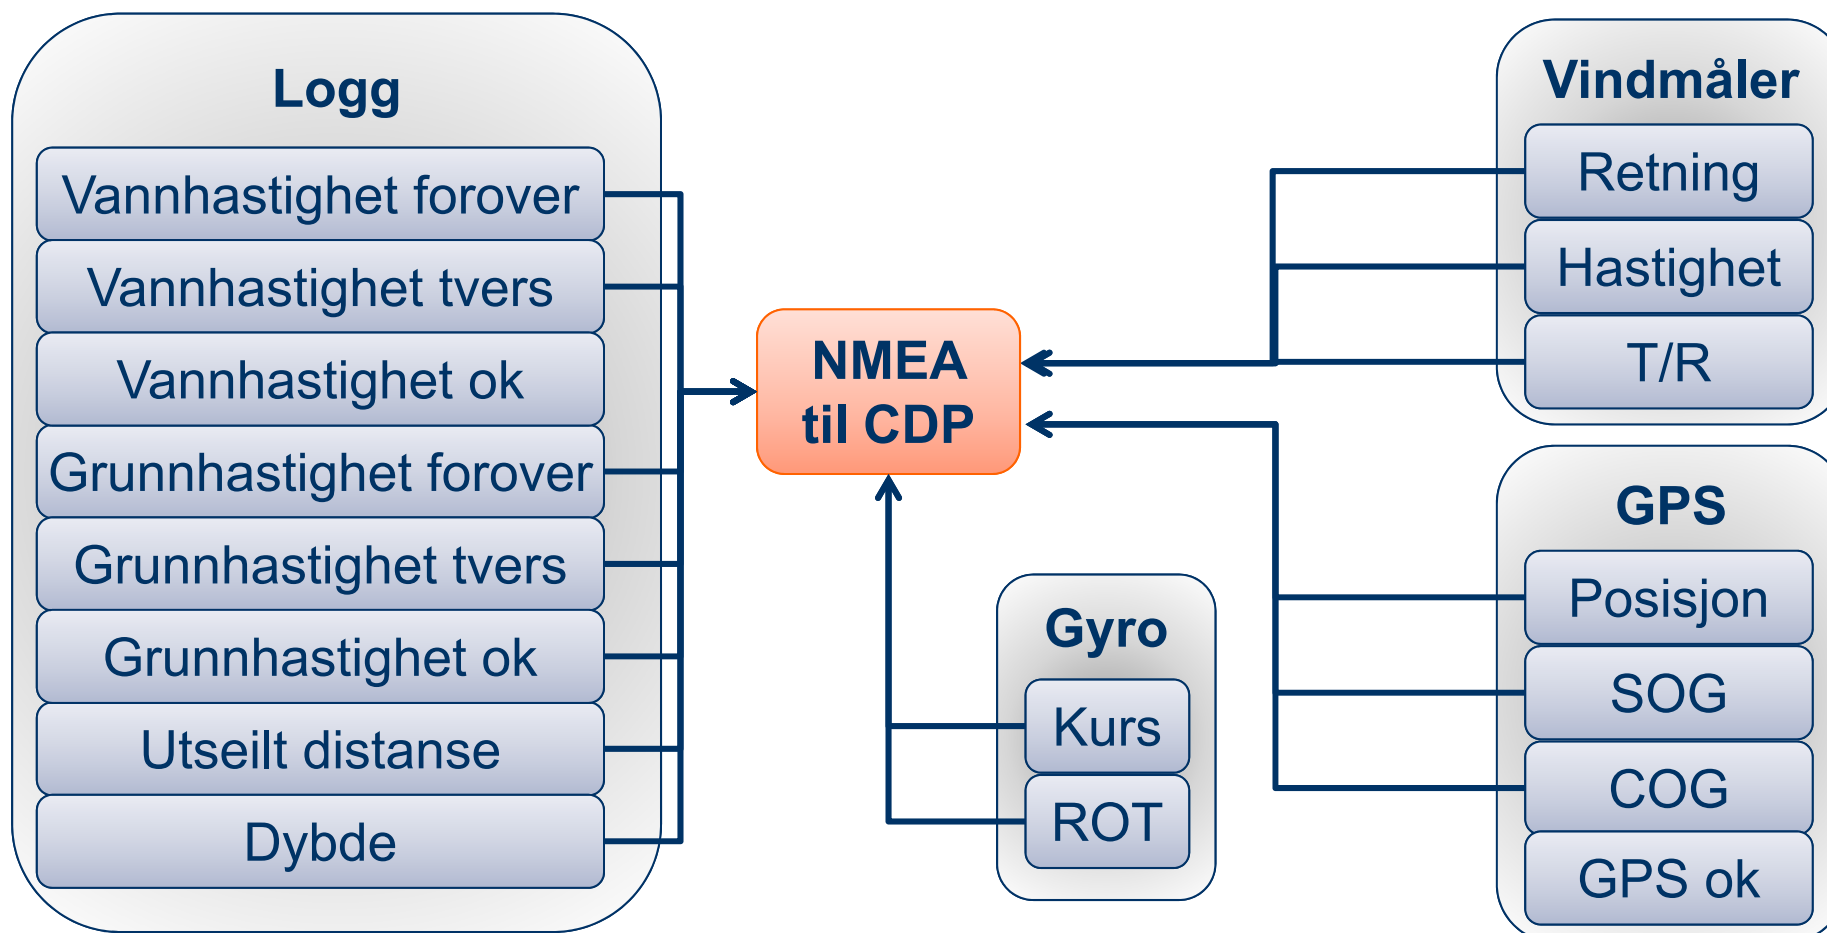 Logg
Vannhastighet forover
Vannhastighet tvers
Vannhastighet ok
Grunnhastighet forover
Grunnhastighet tvers
Grunnhastighet ok
Utseilt distanse
Dybde
NMEA
til CDP
Gyro
Kurs
ROT
Vindmåler
Retning
Hastighet
T/R
GPS
Posisjon
SOG
COG
GPS ok